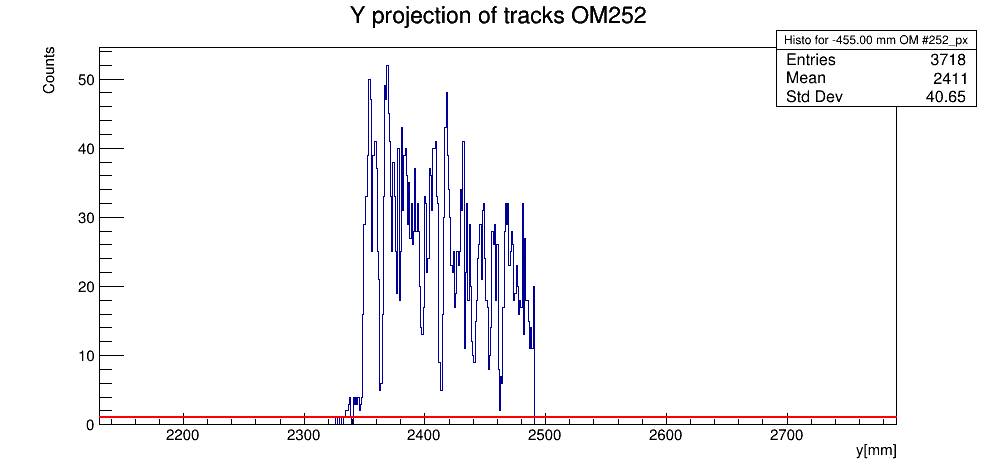 Y projection of tracks OM252
Histo for -455.00 mm OM #252_px
Entries 3718
Mean 2411
Std Dev 40.65
Counts
50
40
30
20
10
0
2200 2300 2400 2500 2600 2700
y[mm]